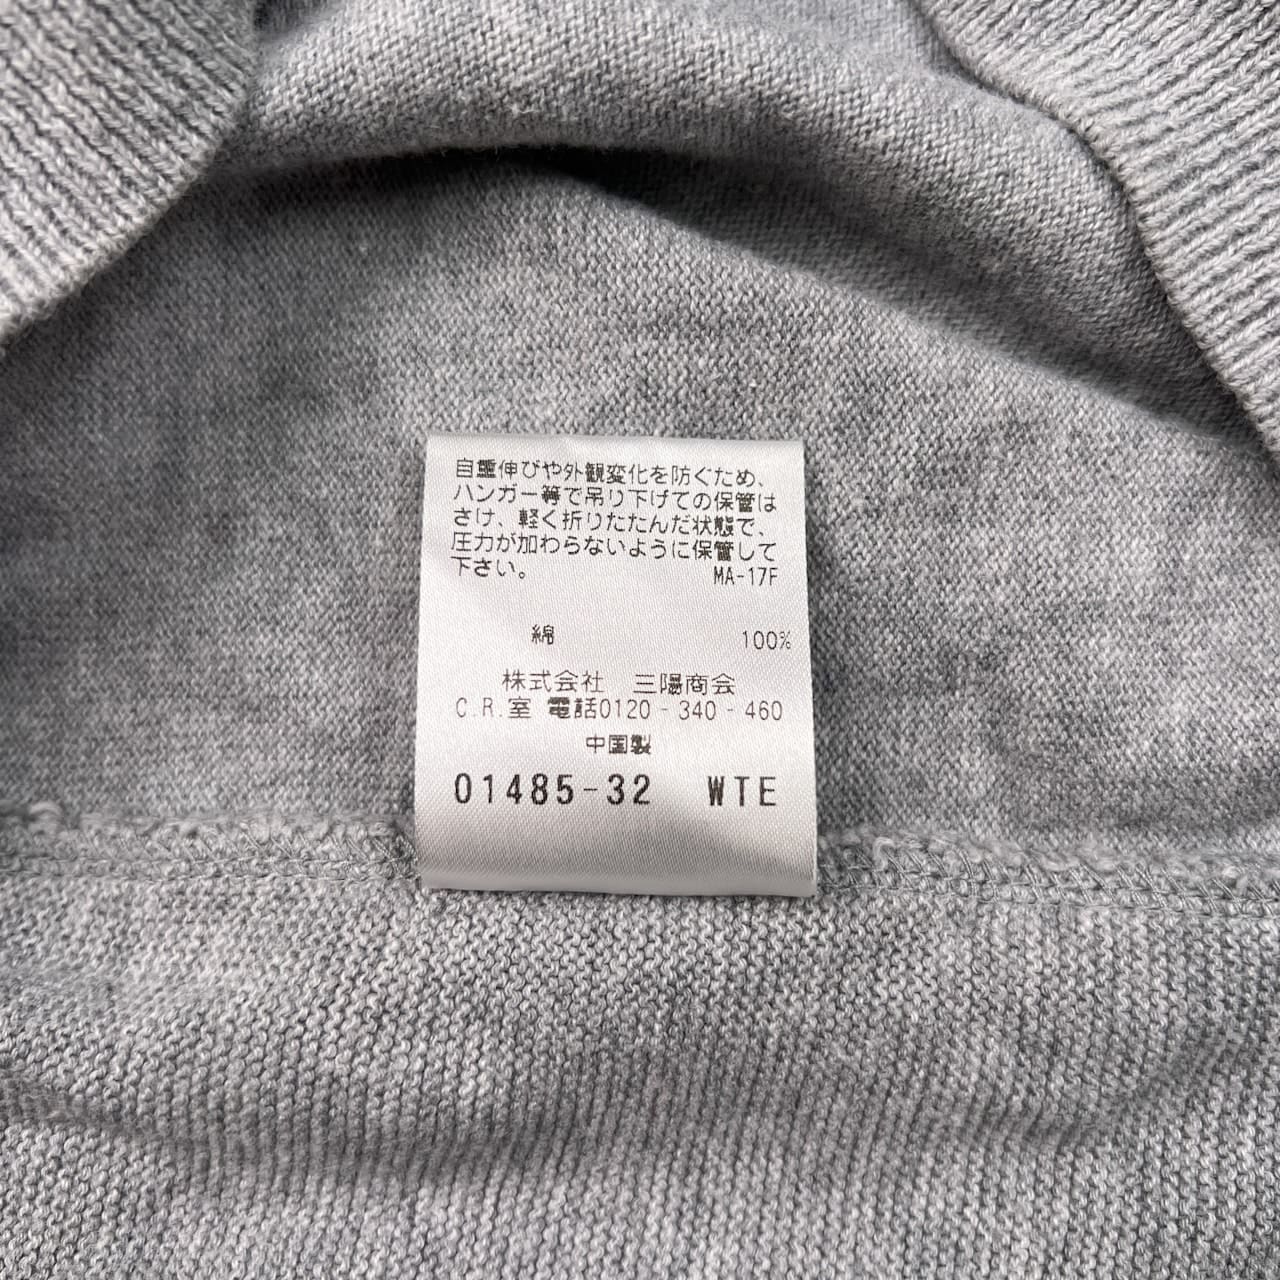 自重伸びや外観変化を防ぐため、
ハンガー等で吊り下げての保管は
さけ、軽く折りたたんだ状態で、
圧力が加わらないように保管して
下さい。 MA-17F
綿 100%
株式会社 三陽商会
C.R.室 電話0120-340-460
中国製
01485-32 WTE